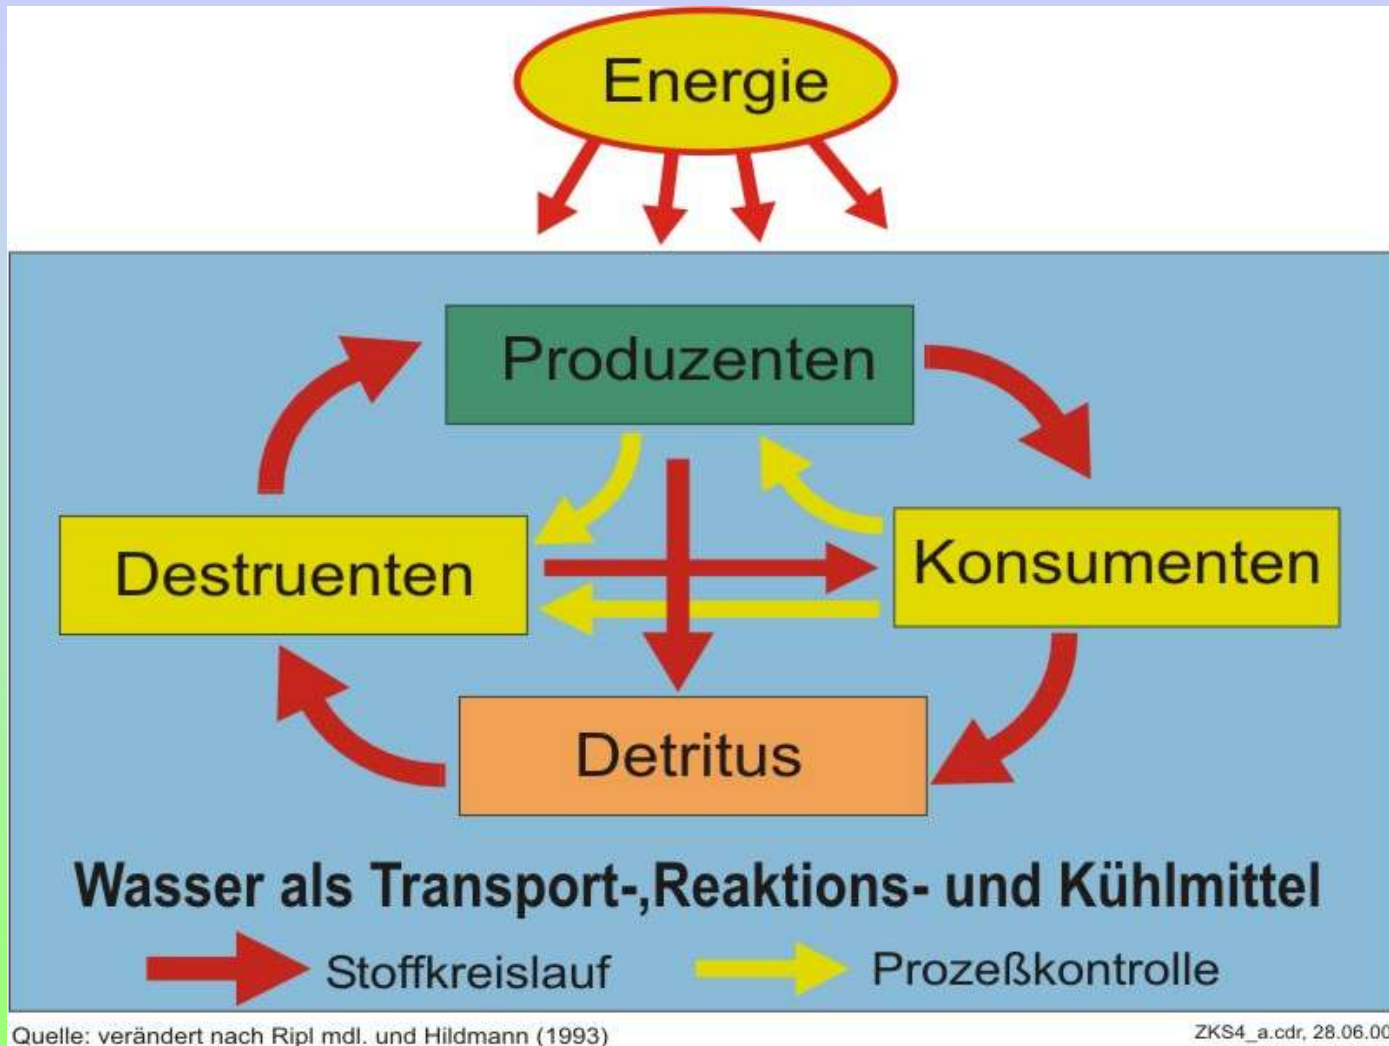 Energie
Produzenten
Destruenten
Konsumenten
Detritus
Wasser als Transport-,Reaktions- und Kühlmittel
Stoffkreislauf
Prozeßkontrolle
Quelle: verändert nach Ripl mdl. und Hildmann (1993)
ZKS4_a.cdr, 28.06.00